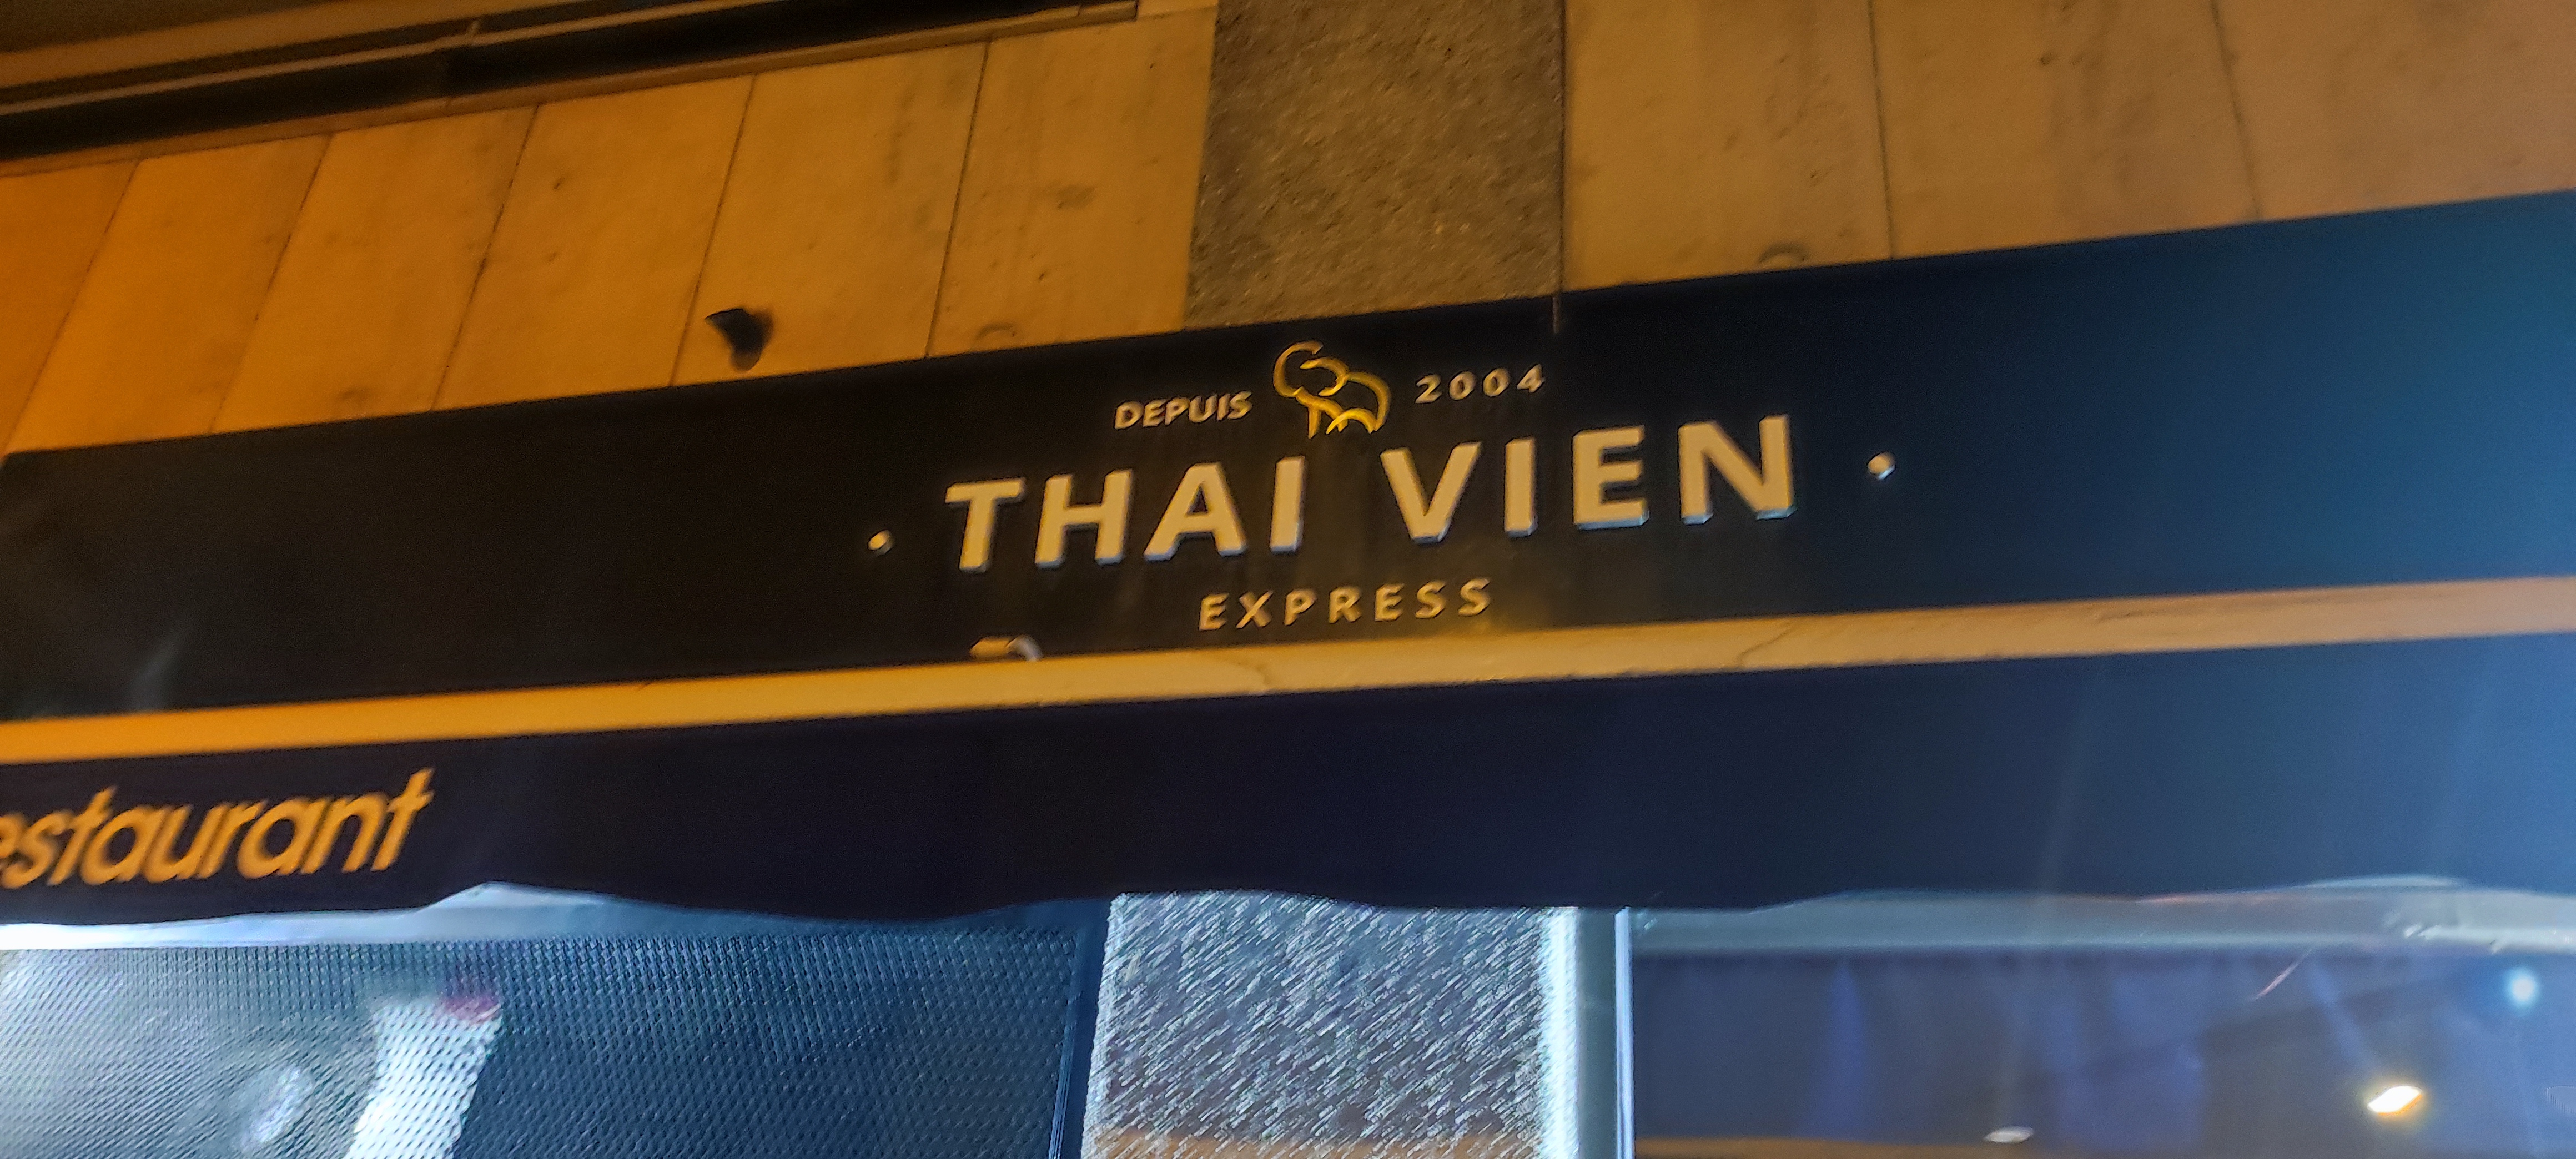 DEPUIS 2004
THAI VIEN
EXPRESS
estaurant